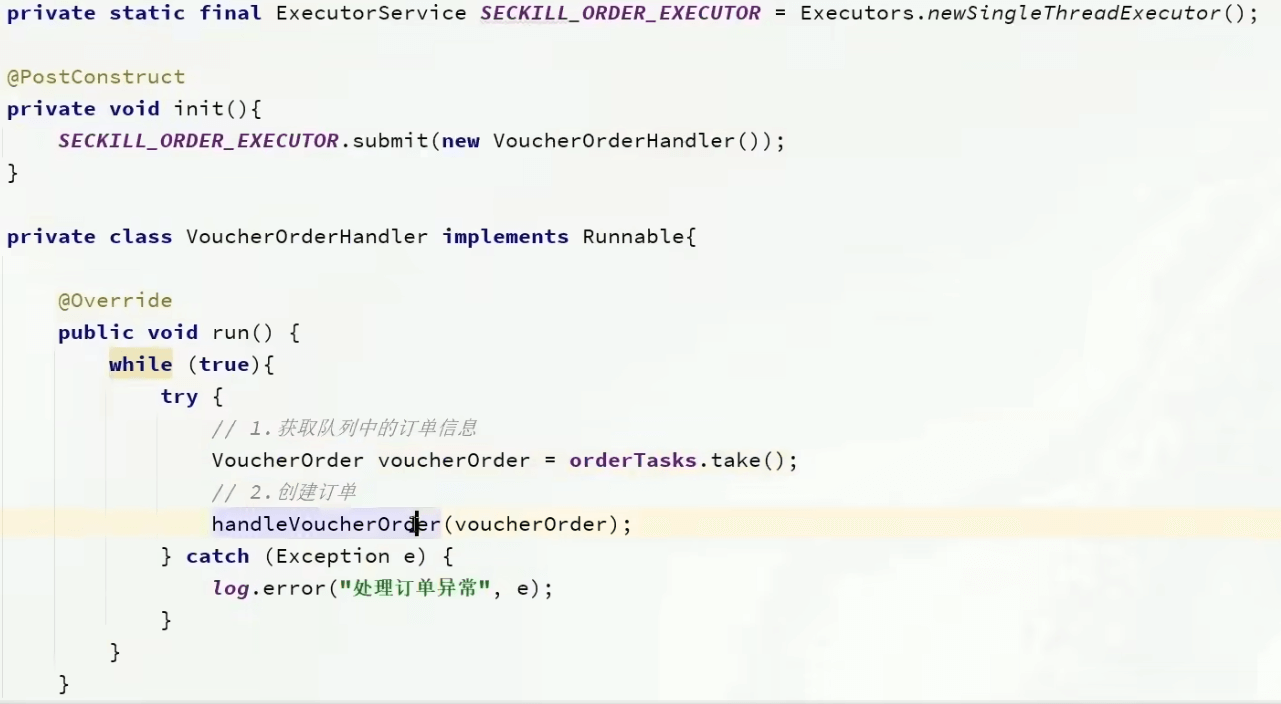 private static final ExecutorService SECKILL_ORDER_EXECUTOR = Executors.newSingleThreadExecutor();
@PostConstruct
private void init(){
SECKILL_ORDER_EXECUTOR.submit(new VoucherOrderHandler());
}
private class VoucherOrderHandler implements Runnable{
@Override
public void run() {
while (true){
try {
// 1.获取队列中的订单信息
VoucherOrder voucherOrder = orderTasks.take();
// 2.创建订单
handleVoucherOrder(voucherOrder);
} catch (Exception e) {
log.error("处理订单异常", e);
}
}
}